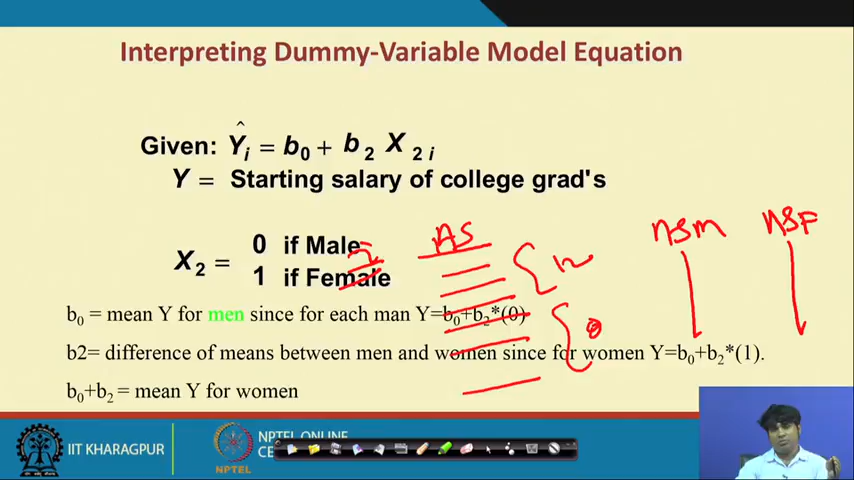 Interpreting Dummy-Variable Model Equation
Given: Ŷi = b0 + b2 X2i
Y = Starting salary of college grad's
X2 = 0 if Male
1 if Female
AS
NSM
NSF
b0 = mean Y for men since for each man Y=b0+b2*(0)
b2= difference of means between men and women since for women Y=b0+b2*(1).
b0+b2 = mean Y for women
IIT KHARAGPUR
NPTEL
NPTEL ONLINE